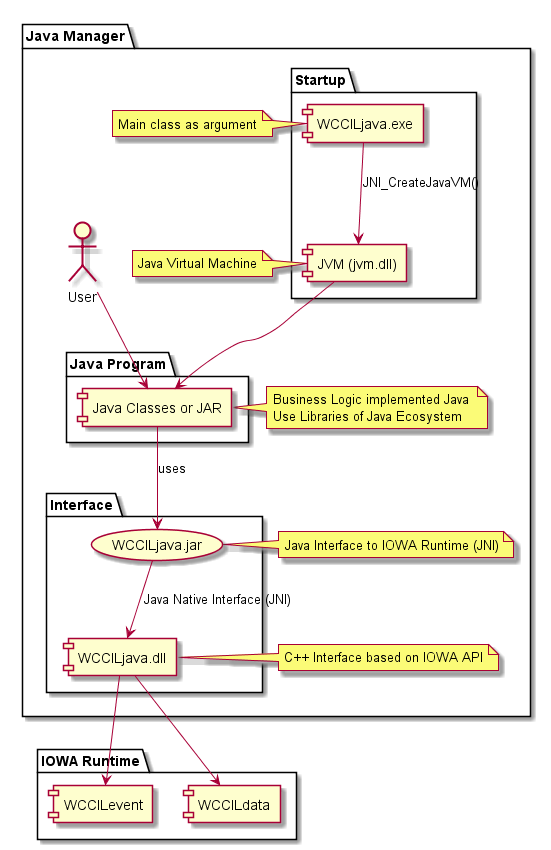 Java Manager
Startup
Main class as argument
WCCILjava.exe
JNI_CreateJavaVM()
Java Virtual Machine
JVM (jvm.dll)
User
Java Program
Java Classes or JAR
Business Logic implemented Java
Use Libraries of Java Ecosystem
uses
Interface
WCCILjava.jar
Java Interface to IOWA Runtime (JNI)
Java Native Interface (JNI)
WCCILjava.dll
C++ Interface based on IOWA API
IOWA Runtime
WCCILevent
WCCILdata